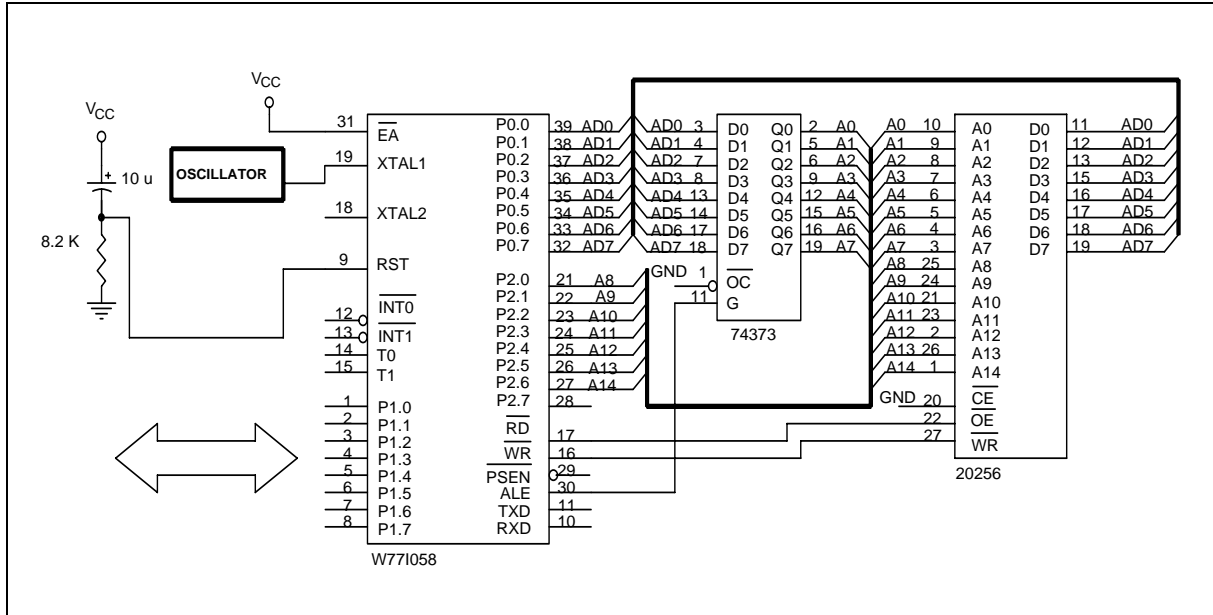 VCC
10 u
8.2 K
VCC
OSCILLATOR
31 EA
19 XTAL1
18 XTAL2
9 RST
12 INT0
13 INT1
14 T0
15 T1
1 P1.0
2 P1.1
3 P1.2
4 P1.3
5 P1.4
6 P1.5
7 P1.6
8 P1.7
P0.0 39 AD0
P0.1 38 AD1
P0.2 37 AD2
P0.3 36 AD3
P0.4 35 AD4
P0.5 34 AD5
P0.6 33 AD6
P0.7 32 AD7
P2.0 21 A8
P2.1 22 A9
P2.2 23 A10
P2.3 24 A11
P2.4 25 A12
P2.5 26 A13
P2.6 27 A14
P2.7 28
RD 17
WR 16
PSEN 29
ALE 30
TXD 11
RXD 10
W77I058
AD0 3 D0 Q0 2 A0
AD1 4 D1 Q1 5 A1
AD2 7 D2 Q2 6 A2
AD3 8 D3 Q3 9 A3
AD4 13 D4 Q4 12 A4
AD5 14 D5 Q5 15 A5
AD6 17 D6 Q6 16 A6
AD7 18 D7 Q7 19 A7
GND 1 OC
11 G
74373
A0 10 A0 D0 11 AD0
A1 9 A1 D1 12 AD1
A2 8 A2 D2 13 AD2
A3 7 A3 D3 15 AD3
A4 6 A4 D4 16 AD4
A5 5 A5 D5 17 AD5
A6 4 A6 D6 18 AD6
A7 3 A7 D7 19 AD7
A8 25 A8
A9 24 A9
A10 21 A10
A11 23 A11
A12 2 A12
A13 26 A13
A14 1 A14
GND 20 CE
22 OE
27 WR
20256